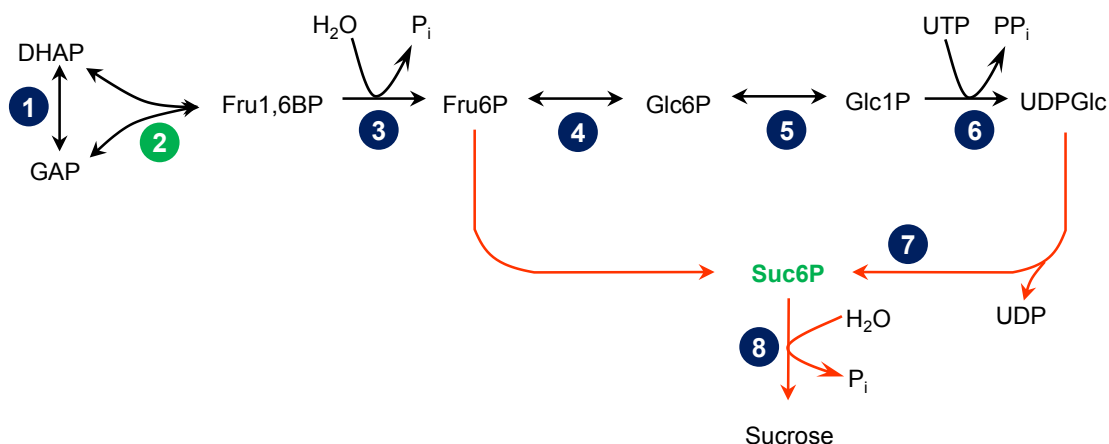 H₂O
Pᵢ
UTP
PPᵢ
DHAP
1
2
Fru1,6BP
3
Fru6P
4
Glc6P
5
Glc1P
6
UDPGlc
GAP
7
Suc6P
UDP
H₂O
8
Pᵢ
Sucrose